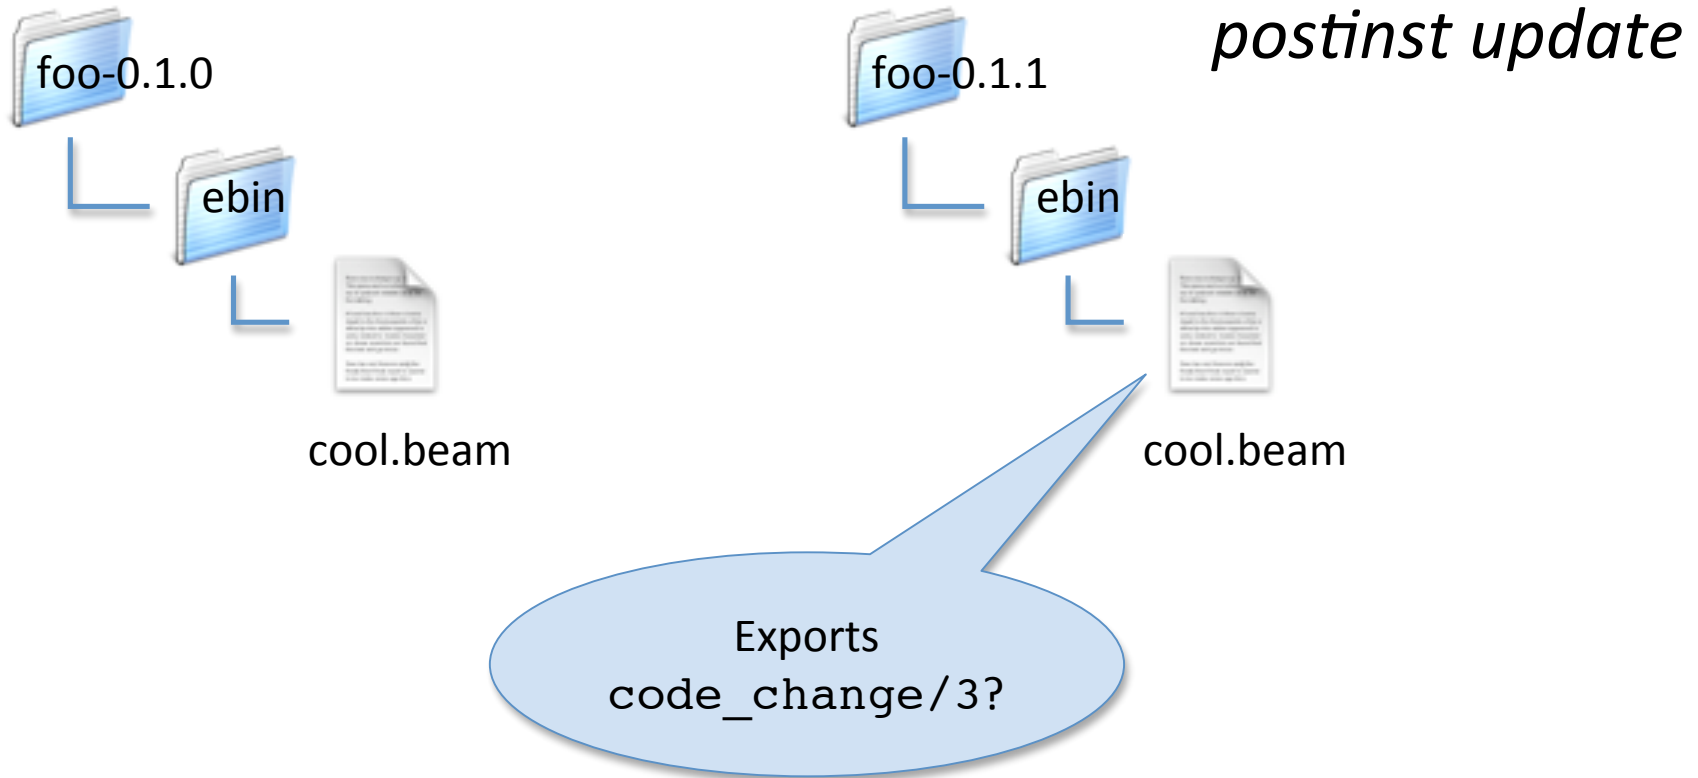 postinst update
foo-0.1.0
foo-0.1.1
ebin
ebin
cool.beam
cool.beam
Exports
code_change/3?